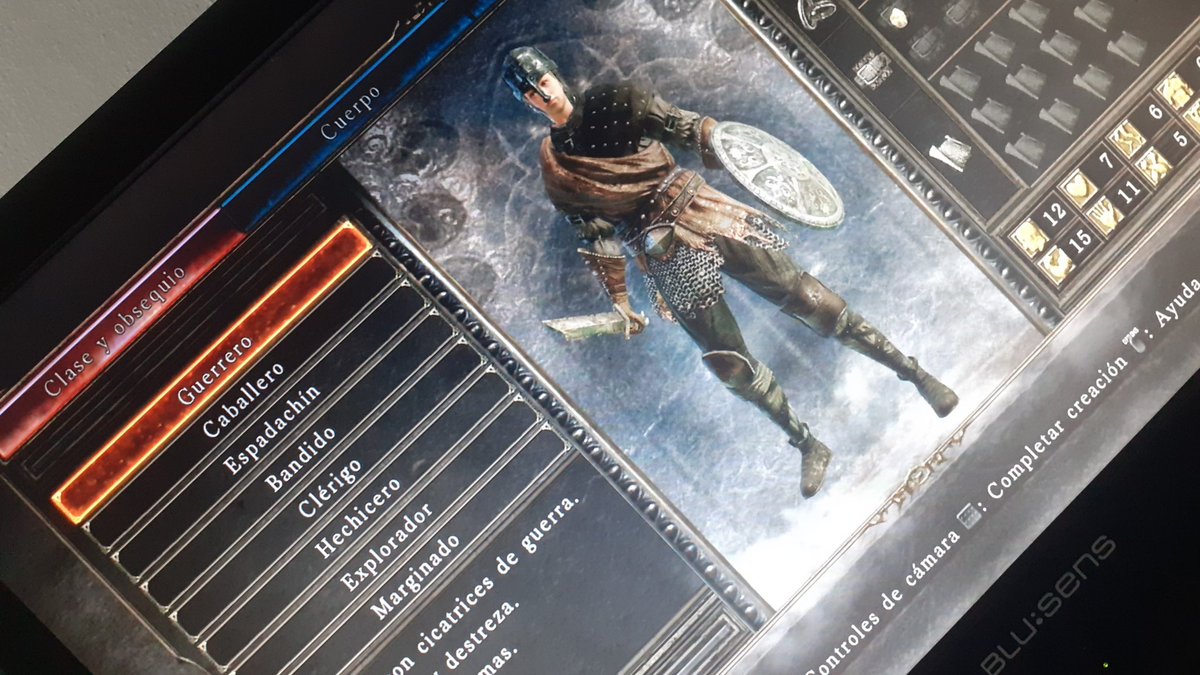 Clase y obsequio
Cuerpo
Guerrero
Caballero
Espadachín
Bandido
Clérigo
Hechicero
Explorador
Marginado
on cicatrices de guerra.
y destreza.
mas.
12 7 6
15 11 5
Controles de cámara : Completar creación : Ayuda
BLU:sens